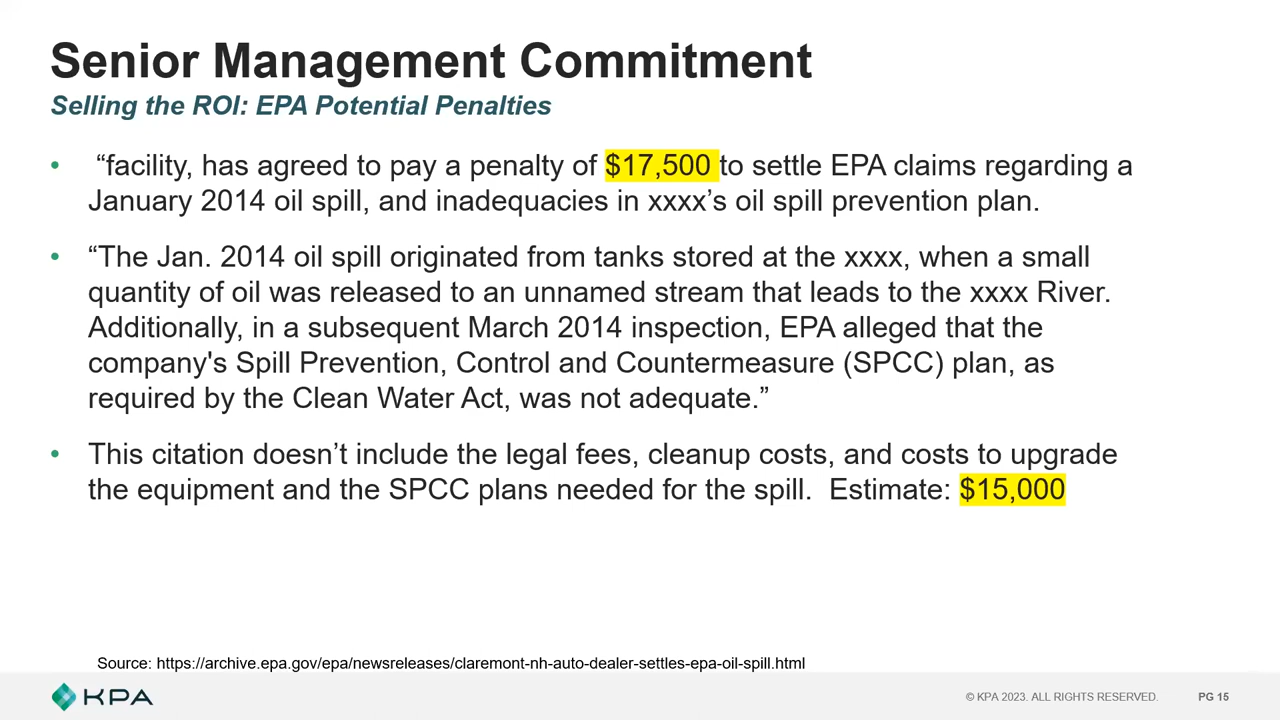 Senior Management Commitment
Selling the ROI: EPA Potential Penalties
• “facility, has agreed to pay a penalty of $17,500 to settle EPA claims regarding a
January 2014 oil spill, and inadequacies in xxxx’s oil spill prevention plan.
• “The Jan. 2014 oil spill originated from tanks stored at the xxxx, when a small
quantity of oil was released to an unnamed stream that leads to the xxxx River.
Additionally, in a subsequent March 2014 inspection, EPA alleged that the
company's Spill Prevention, Control and Countermeasure (SPCC) plan, as
required by the Clean Water Act, was not adequate.”
• This citation doesn’t include the legal fees, cleanup costs, and costs to upgrade
the equipment and the SPCC plans needed for the spill.  Estimate: $15,000
Source: https://archive.epa.gov/epa/newsreleases/claremont-nh-auto-dealer-settles-epa-oil-spill.html
KPA
© KPA 2023. ALL RIGHTS RESERVED.
PG 15